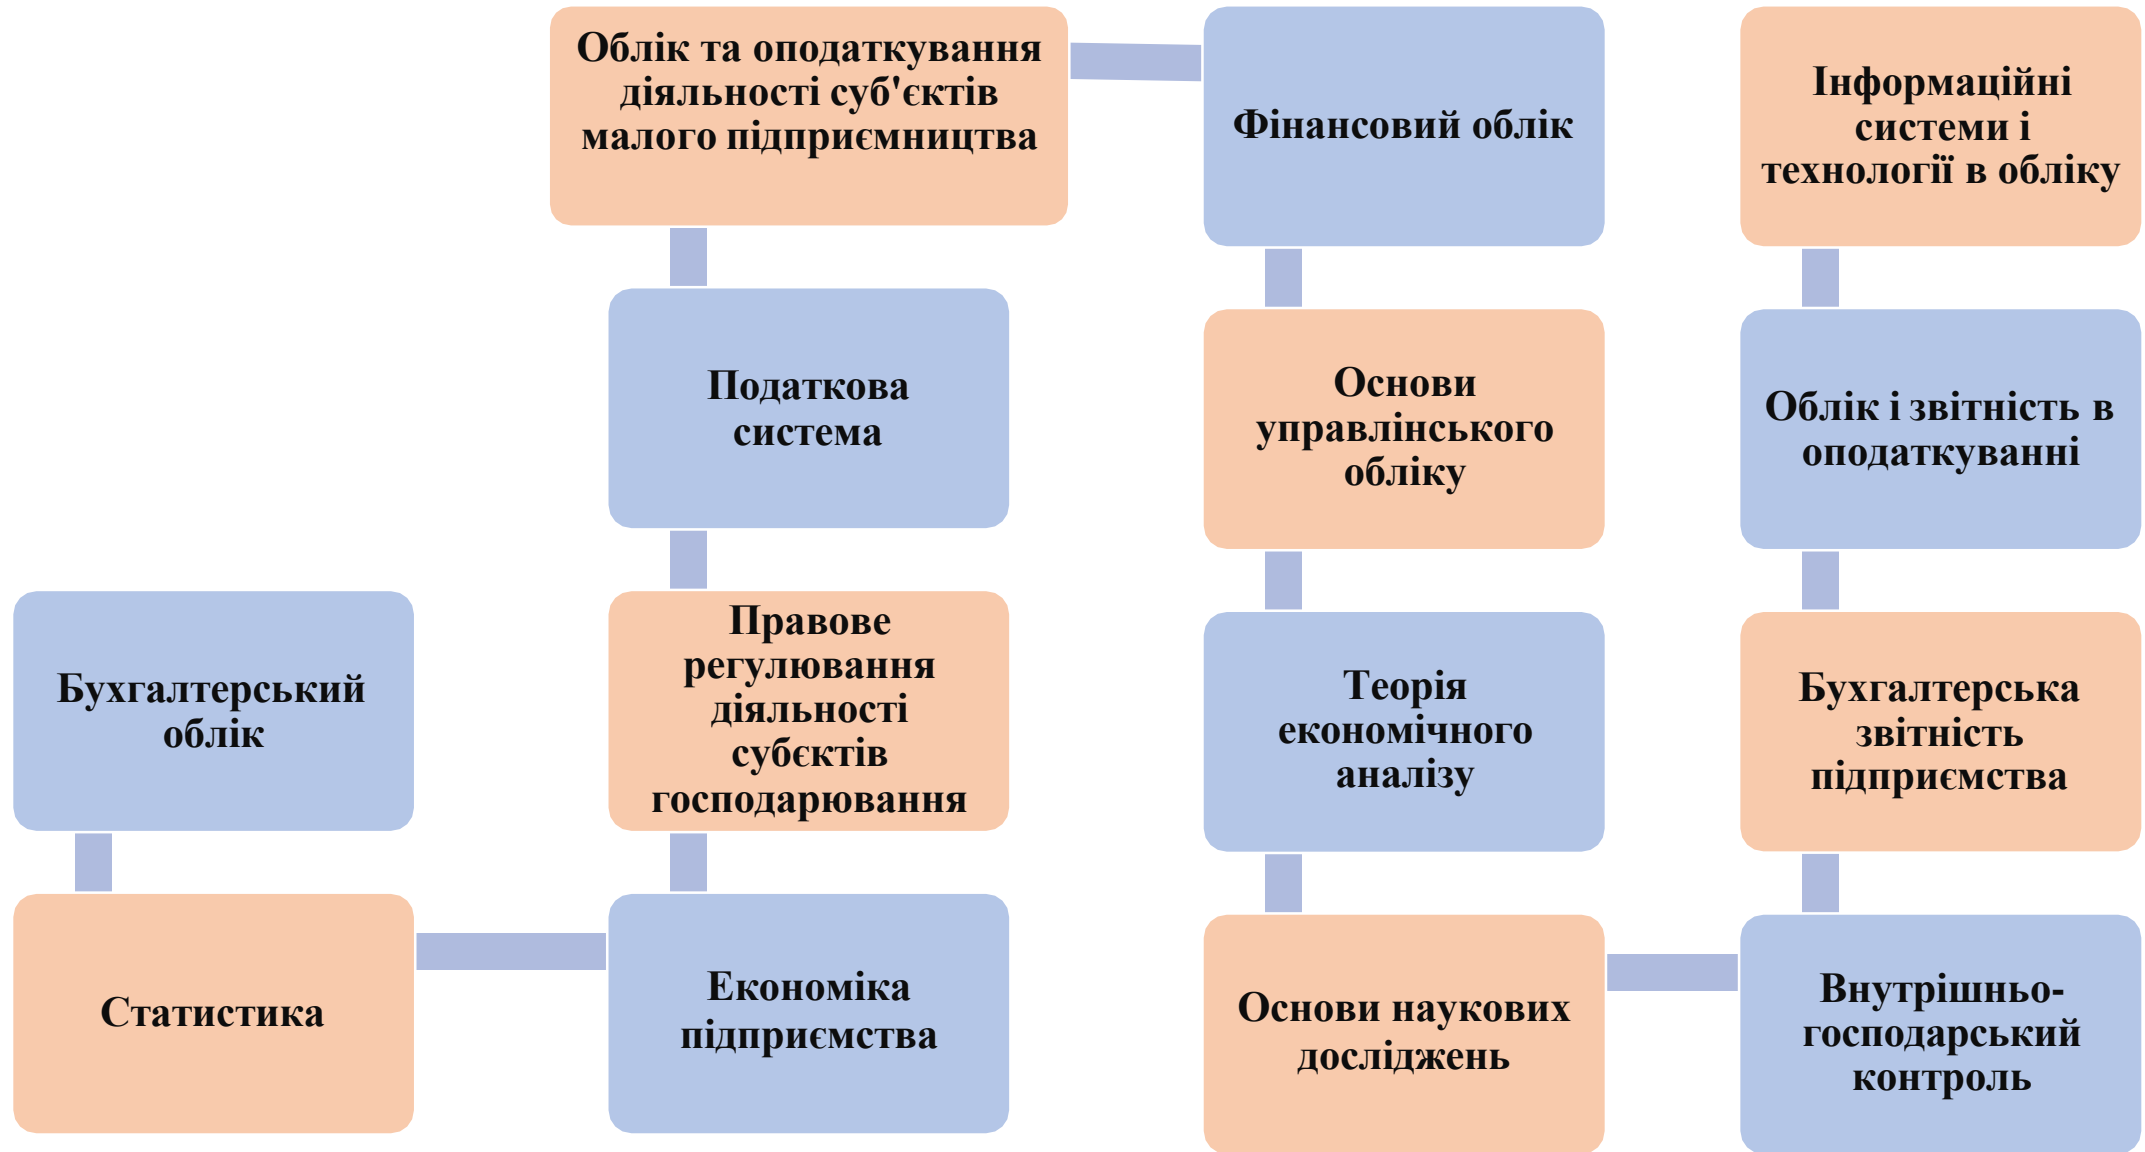 Бухгалтерський
облік
Статистика
Економіка
підприємства
Правове
регулювання
діяльності
субєктів
господарювання
Податкова
система
Облік та оподаткування
діяльності суб'єктів
малого підприємництва
Фінансовий облік
Основи
управлінського
обліку
Теорія
економічного
аналізу
Основи наукових
досліджень
Внутрішньо-
господарський
контроль
Бухгалтерська
звітність
підприємства
Облік і звітність в
оподаткуванні
Інформаційні
системи і
технології в обліку